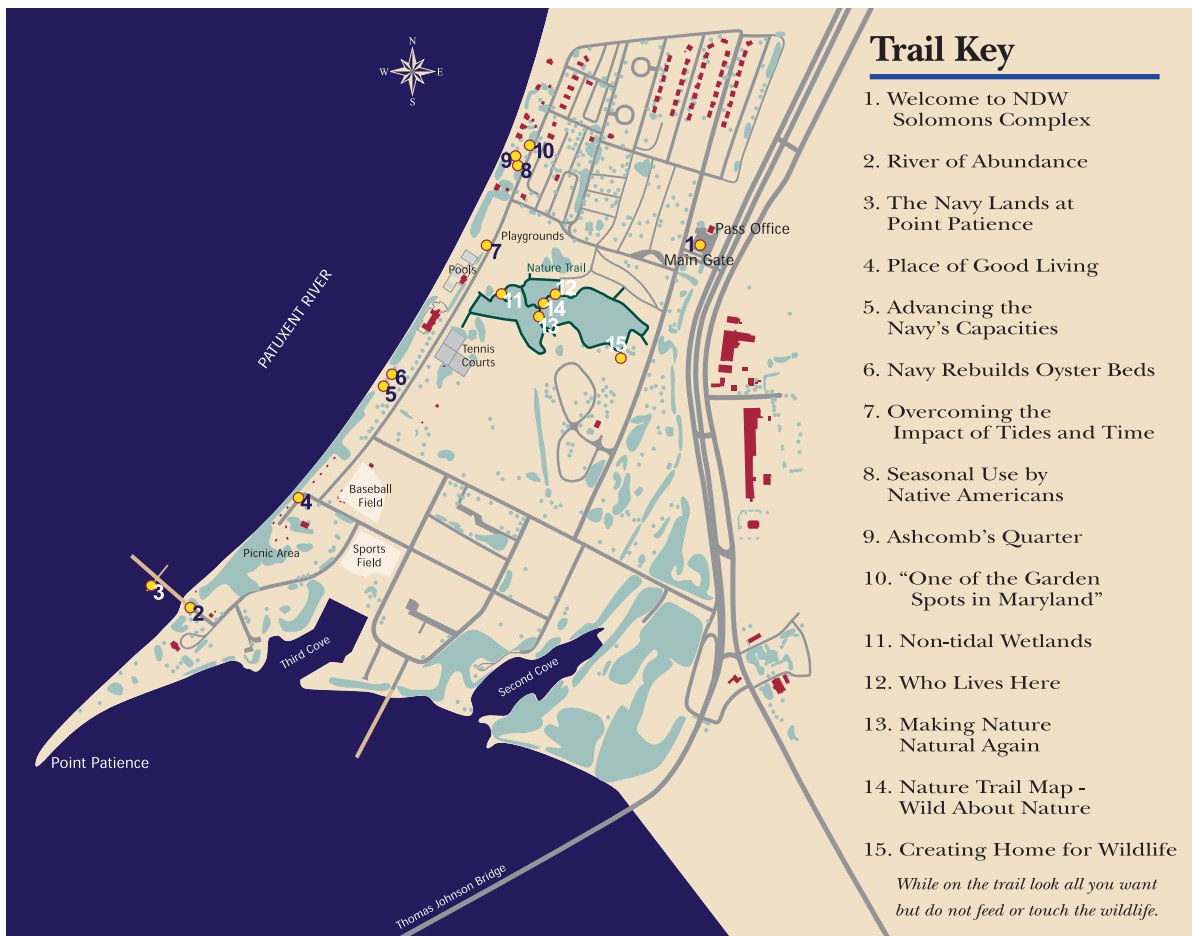 N
W
E
S
PATUXENT RIVER
10
9
8
7
Playgrounds
Pools
Nature Trail
Pass Office
1
Main Gate
11
12
14
13
15
Tennis
Courts
6
5
4
Baseball
Field
Picnic Area
Sports
Field
3
2
Third Cove
Second Cove
Point Patience
Thomas Johnson Bridge
Trail Key
1. Welcome to NDW
Solomons Complex
2. River of Abundance
3. The Navy Lands at
Point Patience
4. Place of Good Living
5. Advancing the
Navy’s Capacities
6. Navy Rebuilds Oyster Beds
7. Overcoming the
Impact of Tides and Time
8. Seasonal Use by
Native Americans
9. Ashcomb’s Quarter
10. “One of the Garden
Spots in Maryland”
11. Non-tidal Wetlands
12. Who Lives Here
13. Making Nature
Natural Again
14. Nature Trail Map -
Wild About Nature
15. Creating Home for Wildlife
While on the trail look all you want
but do not feed or touch the wildlife.